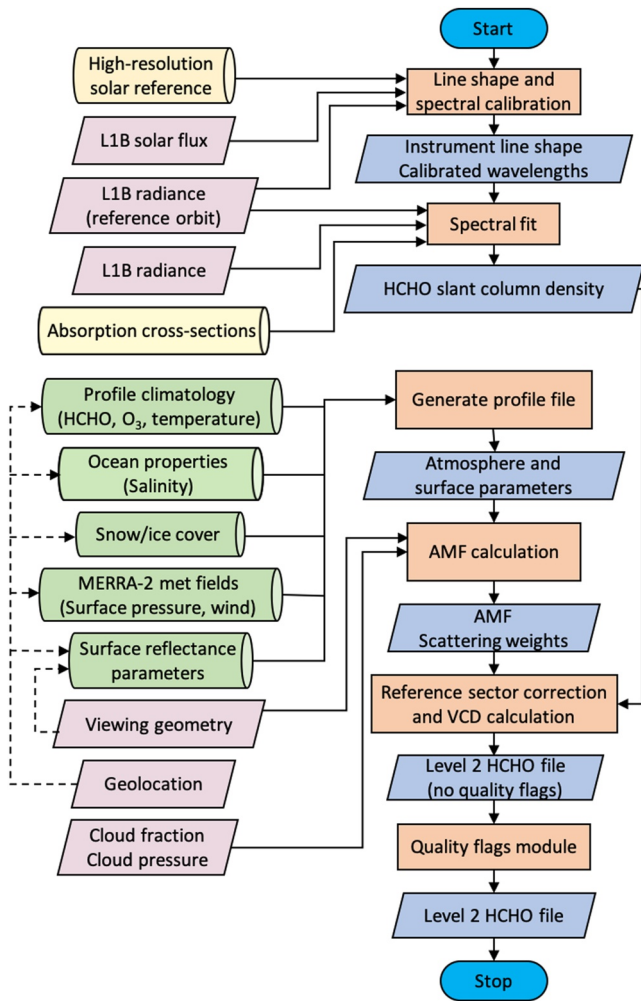 Start
High-resolution
solar reference
Line shape and
spectral calibration
L1B solar flux
Instrument line shape
Calibrated wavelengths
L1B radiance
(reference orbit)
Spectral fit
L1B radiance
HCHO slant column density
Absorption cross-sections
Profile climatology
(HCHO, O₃, temperature)
Generate profile file
Ocean properties
(Salinity)
Atmosphere and
surface parameters
Snow/ice cover
AMF calculation
MERRA-2 met fields
(Surface pressure, wind)
AMF
Scattering weights
Surface reflectance
parameters
Reference sector correction
and VCD calculation
Viewing geometry
Level 2 HCHO file
(no quality flags)
Geolocation
Cloud fraction
Cloud pressure
Quality flags module
Level 2 HCHO file
Stop